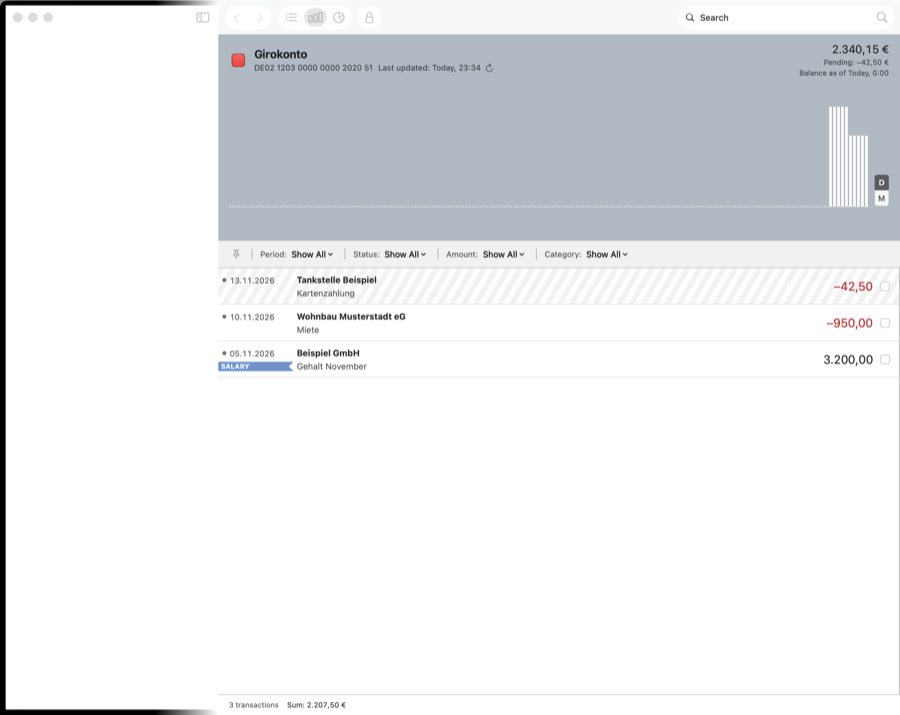 Search
Girokonto
2.340,15 €
DE02 1203 0000 0000 2020 51 Last updated: Today, 23:34
Pending: −42,50 €
Balance as of Today, 0:00
D
M
Period: Show All
Status: Show All
Amount: Show All
Category: Show All
13.11.2026 Tankstelle Beispiel
Kartenzahlung
−42,50
10.11.2026 Wohnbau Musterstadt eG
Miete
−950,00
05.11.2026 Beispiel GmbH
SALARY Gehalt November
3.200,00
3 transactions Sum: 2.207,50 €